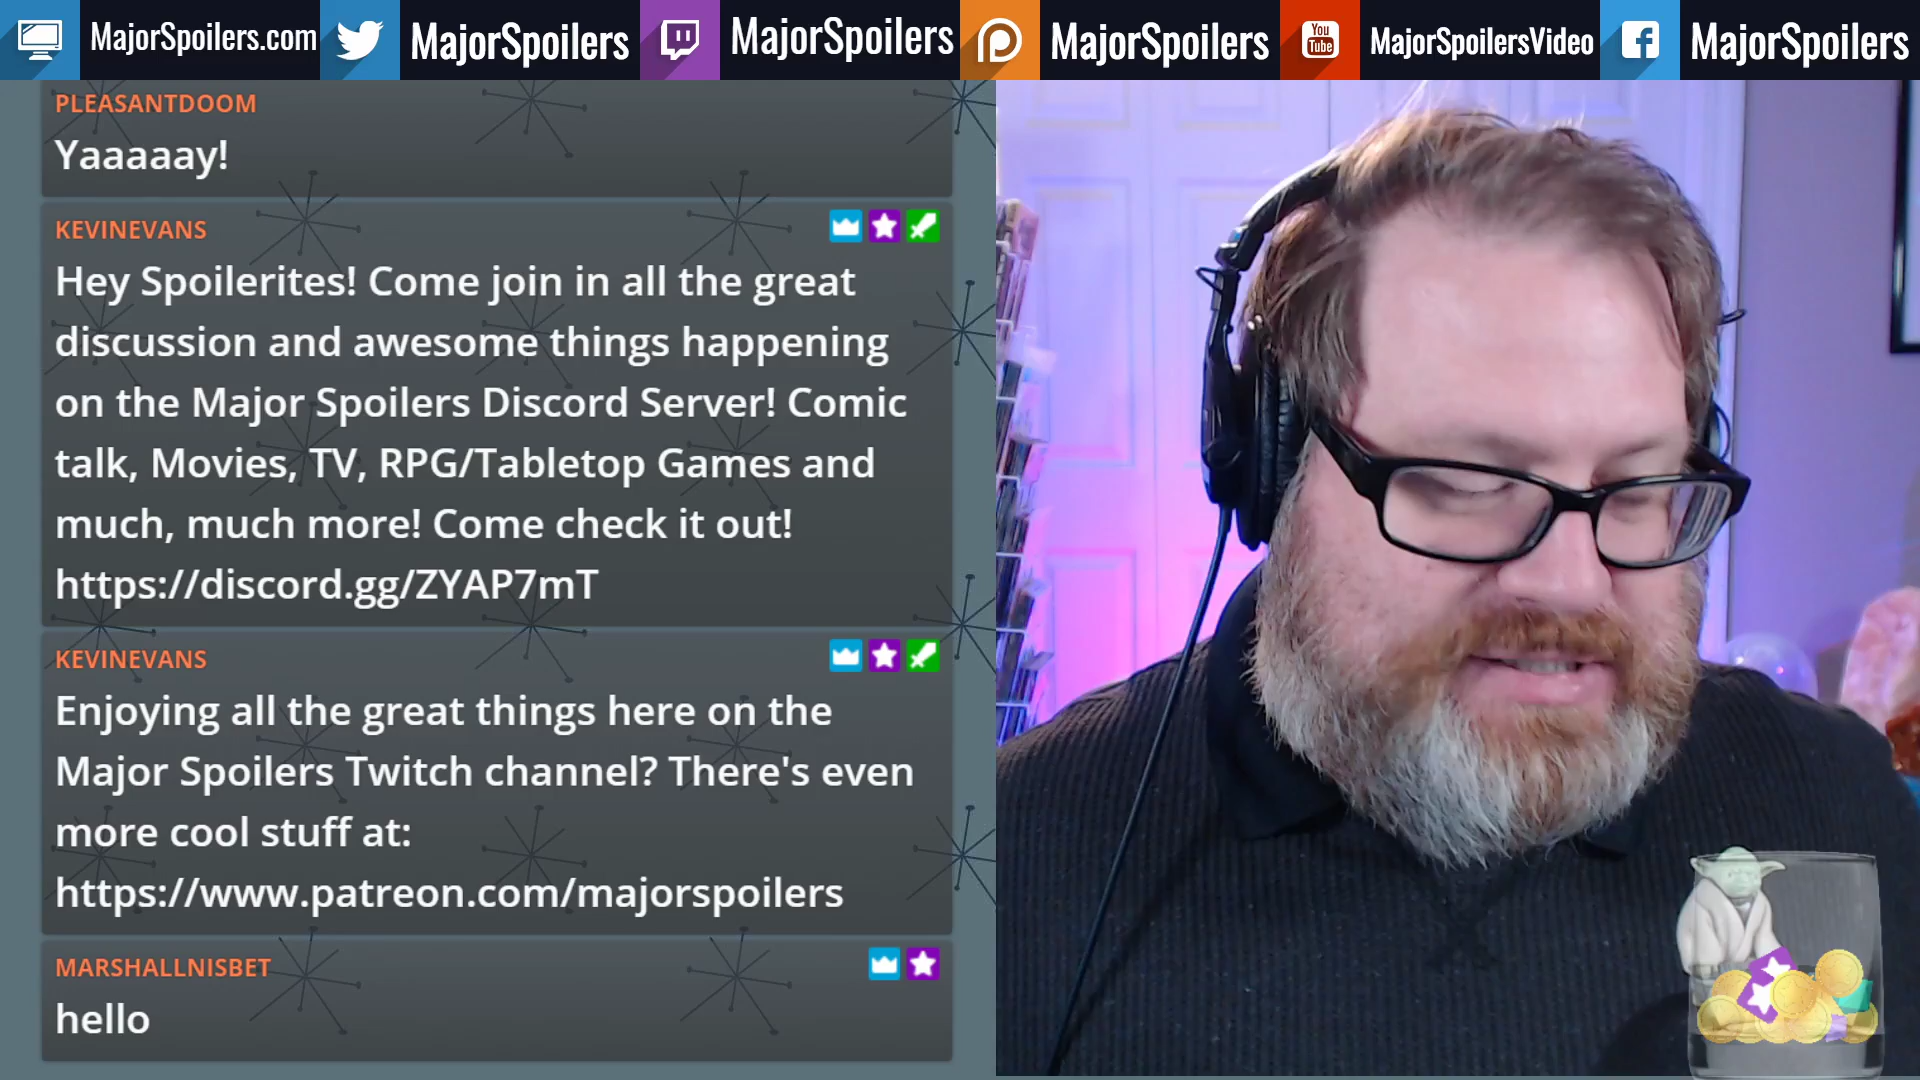 MajorSpoilers.com
MajorSpoilers
MajorSpoilers
MajorSpoilers
You Tube
MajorSpoilersVideo
MajorSpoilers
PLEASANTDOOM
Yaaaaay!
KEVINEVANS
Hey Spoilerites! Come join in all the great
discussion and awesome things happening
on the Major Spoilers Discord Server! Comic
talk, Movies, TV, RPG/Tabletop Games and
much, much more! Come check it out!
https://discord.gg/ZYAP7mT
KEVINEVANS
Enjoying all the great things here on the
Major Spoilers Twitch channel? There's even
more cool stuff at:
https://www.patreon.com/majorspoilers
MARSHALLNISBET
hello